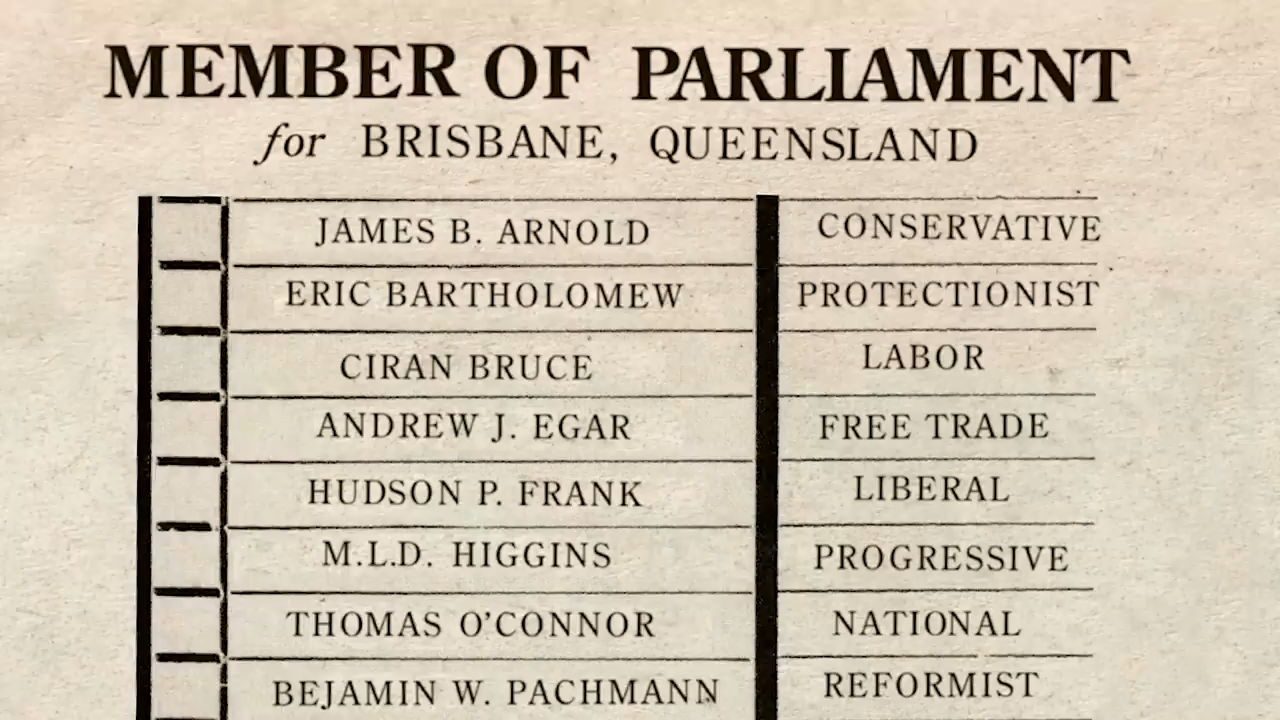 MEMBER OF PARLIAMENT
for BRISBANE, QUEENSLAND
JAMES B. ARNOLD CONSERVATIVE
ERIC BARTHOLOMEW PROTECTIONIST
CIRAN BRUCE LABOR
ANDREW J. EGAR FREE TRADE
HUDSON P. FRANK LIBERAL
M.L.D. HIGGINS PROGRESSIVE
THOMAS O'CONNOR NATIONAL
BEJAMIN W. PACHMANN REFORMIST